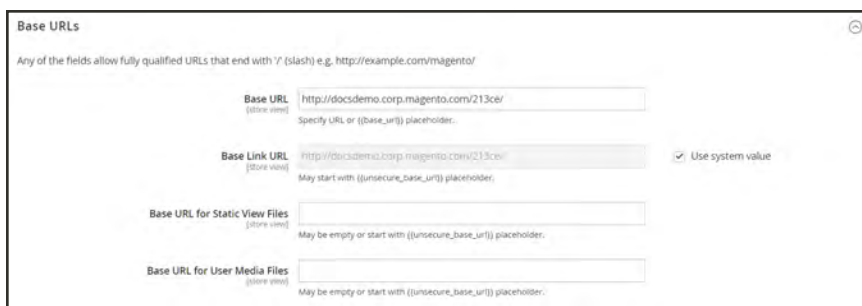 Base URLs
Any of the fields allow fully qualified URLs that end with '/' (slash) e.g. http://example.com/magento/
Base URL
[store view]
http://docsdemo.corp.magento.com/213ce/
Specify URL or {{base_url}} placeholder.
Base Link URL
[store view]
http://docsdemo.corp.magento.com/213ce/
Use system value
May start with {{unsecure_base_url}} placeholder.
Base URL for Static View Files
[store view]
May be empty or start with {{unsecure_base_url}} placeholder.
Base URL for User Media Files
[store view]
May be empty or start with {{unsecure_base_url}} placeholder.